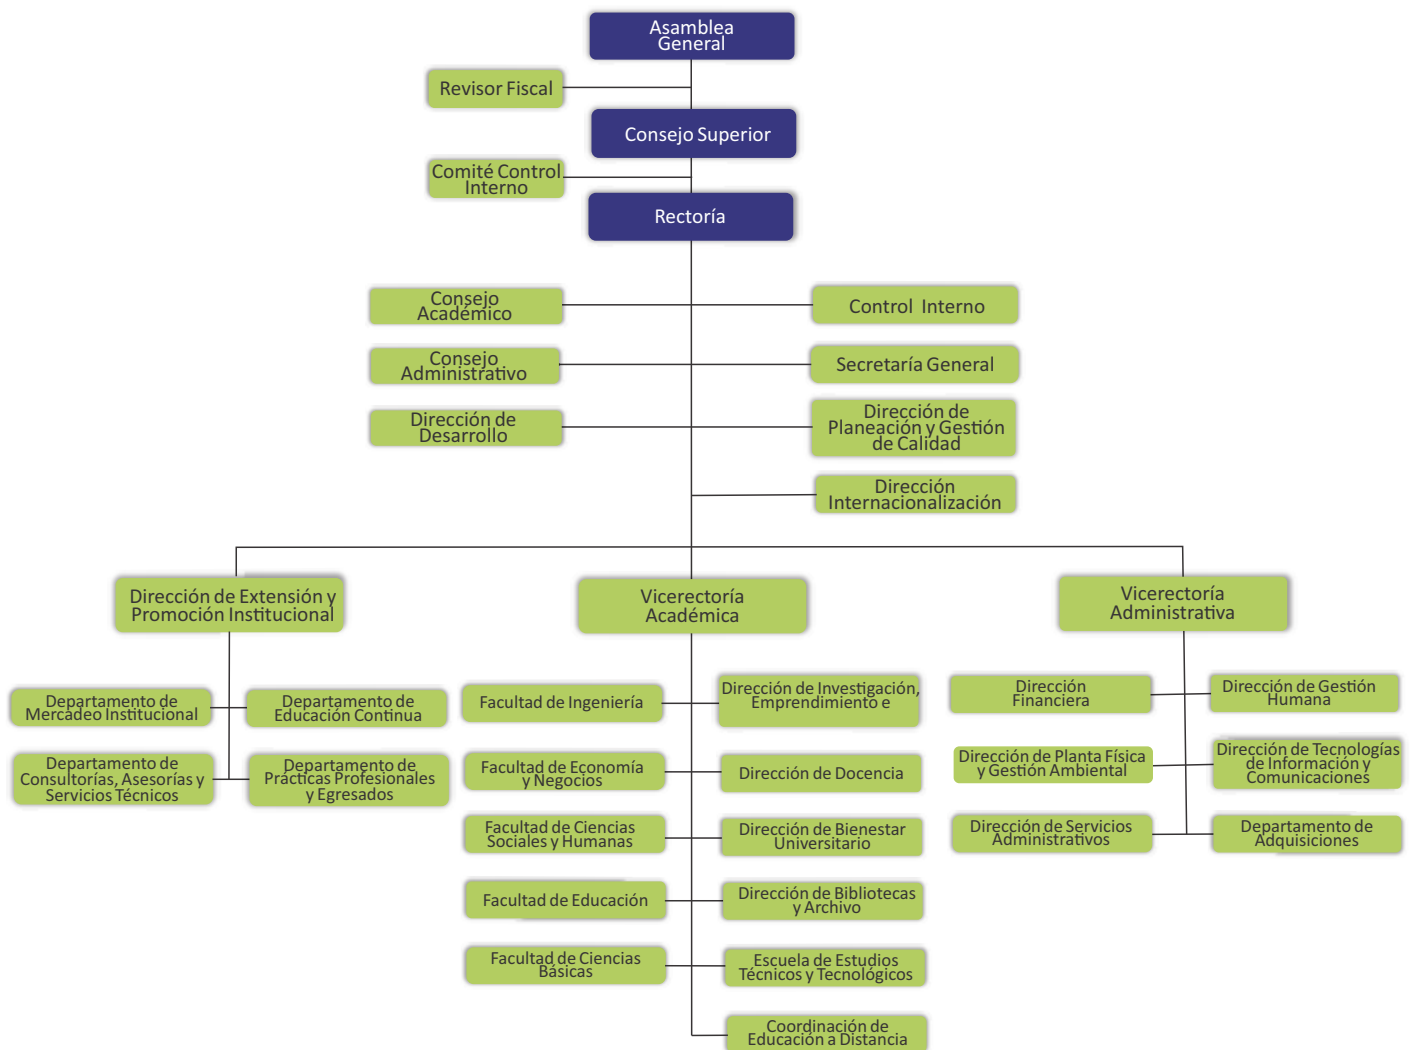 Asamblea
General
Revisor Fiscal
Consejo Superior
Comité Control
Interno
Rectoría
Consejo
Académico
Control Interno
Consejo
Administrativo
Secretaría General
Dirección de
Desarrollo
Dirección de
Planeación y Gestión
de Calidad
Dirección
Internacionalización
Dirección de Extensión y
Promoción Institucional
Vicerectoría
Académica
Vicerectoría
Administrativa
Departamento de
Mercadeo Institucional
Departamento de
Educación Continua
Departamento de
Consultorías, Asesorías y
Servicios Técnicos
Departamento de
Prácticas Profesionales
y Egresados
Facultad de Ingeniería
Dirección de Investigación,
Emprendimiento e
Facultad de Economía
y Negocios
Dirección de Docencia
Facultad de Ciencias
Sociales y Humanas
Dirección de Bienestar
Universitario
Facultad de Educación
Dirección de Bibliotecas
y Archivo
Facultad de Ciencias
Básicas
Escuela de Estudios
Técnicos y Tecnológicos
Coordinación de
Educación a Distancia
Dirección
Financiera
Dirección de Gestión
Humana
Dirección de Planta Física
y Gestión Ambiental
Dirección de Tecnologías
de Información y
Comunicaciones
Dirección de Servicios
Administrativos
Departamento de
Adquisiciones